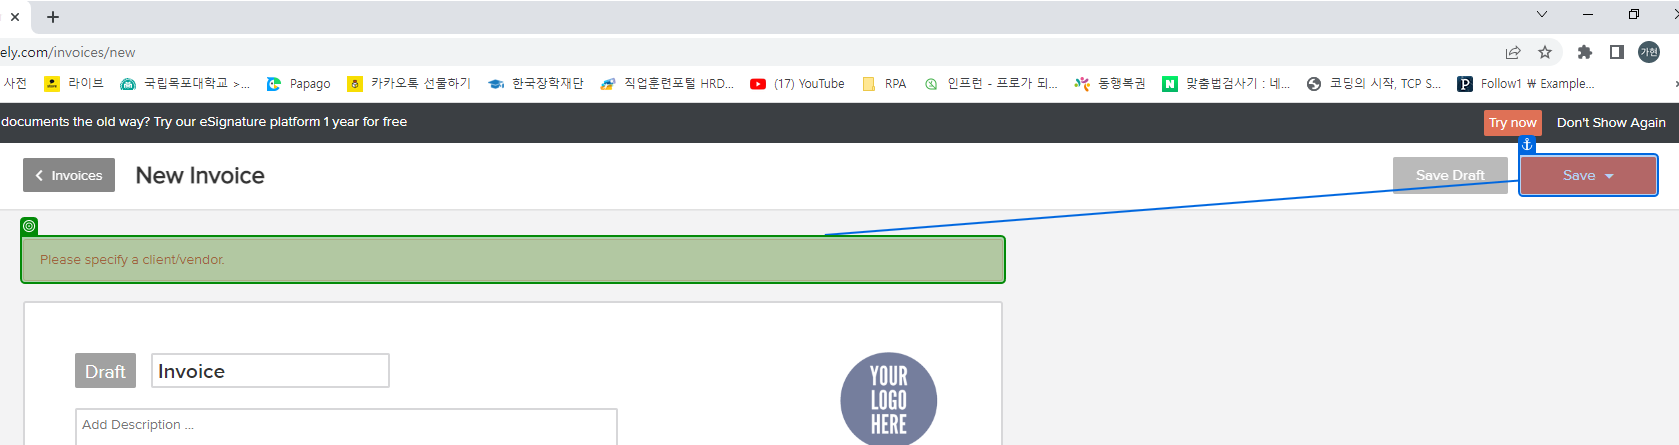 ely.com/invoices/new
가현
사전 라이브 국립목포대학교 >... Papago 카카오톡 선물하기 한국장학재단 직업훈련포털 HRD... (17) YouTube RPA 인프런 - 프로가 되... 동행복권 N 맞춤법검사기 : 네... 코딩의 시작, TCP S... P Follow1 ₩ Example...
documents the old way? Try our eSignature platform 1 year for free Try now Don't Show Again
Invoices New Invoice Save Draft Save
Please specify a client/vendor.
Draft Invoice
YOUR
LOGO
HERE
Add Description ...